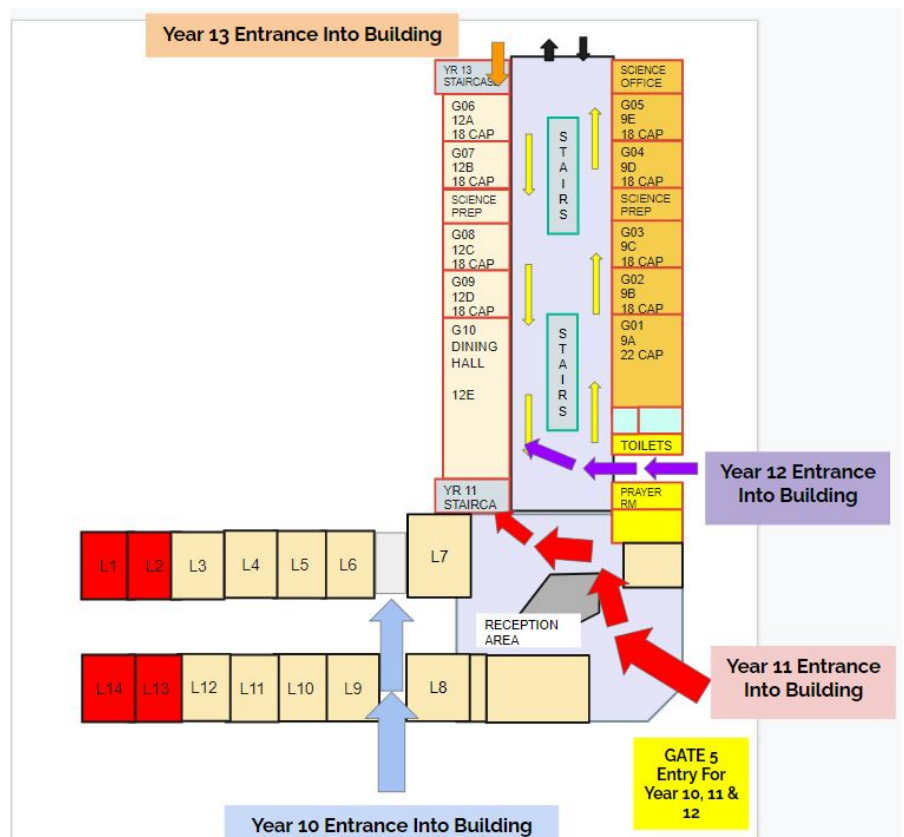 Year 13 Entrance Into Building
YR 13
STAIRCASE
G06
12A
18 CAP
G07
12B
18 CAP
SCIENCE
PREP
G08
12C
18 CAP
G09
12D
18 CAP
G10
DINING
HALL
12E
YR 11
STAIRCA
S
T
A
I
R
S
S
T
A
I
R
S
SCIENCE
OFFICE
G05
9E
18 CAP
G04
9D
18 CAP
SCIENCE
PREP
G03
9C
18 CAP
G02
9B
18 CAP
G01
9A
22 CAP
TOILETS
PRAYER
RM
Year 12 Entrance
Into Building
L1 L2 L3 L4 L5 L6 L7
RECEPTION
AREA
L14 L13 L12 L11 L10 L9 L8
Year 11 Entrance
Into Building
GATE 5
Entry For
Year 10, 11 &
12
Year 10 Entrance Into Building